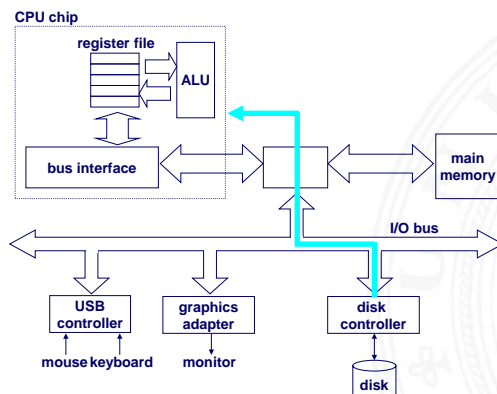 CPU chip
register file
ALU
bus interface
main
memory
I/O bus
USB
controller
graphics
adapter
disk
controller
mouse keyboard
monitor
disk